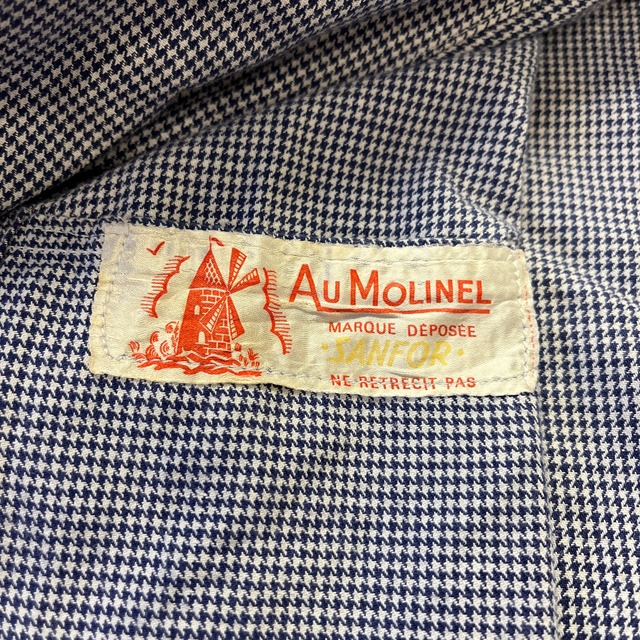 AU MOLINEL
MARQUE DÉPOSÉE
·SANFOR·
NE RETRECIT PAS